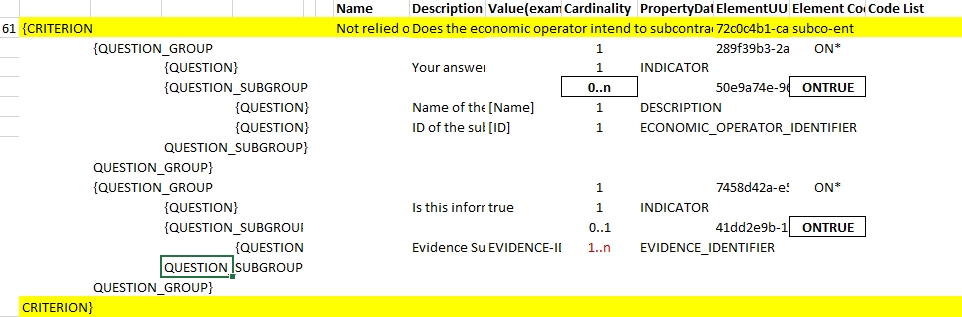 Name Description Value(exam Cardinality PropertyDat ElementUU Element Co Code List
61 {CRITERION Not relied o Does the economic operator intend to subcontrac 72c0c4b1-ca subco-ent
{QUESTION_GROUP 1 289f39b3-2a ON*
{QUESTION} Your answer 1 INDICATOR
{QUESTION_SUBGROUP 0..n 50e9a74e-96 ONTRUE
{QUESTION} Name of the [Name] 1 DESCRIPTION
{QUESTION} ID of the sul [ID] 1 ECONOMIC_OPERATOR_IDENTIFIER
QUESTION_SUBGROUP}
QUESTION_GROUP}
{QUESTION_GROUP 1 7458d42a-e5 ON*
{QUESTION} Is this inforr true 1 INDICATOR
{QUESTION_SUBGROU 0..1 41dd2e9b-1 ONTRUE
{QUESTION Evidence Su EVIDENCE-II 1..n EVIDENCE_IDENTIFIER
QUESTION_SUBGROUP
QUESTION_GROUP}
CRITERION}